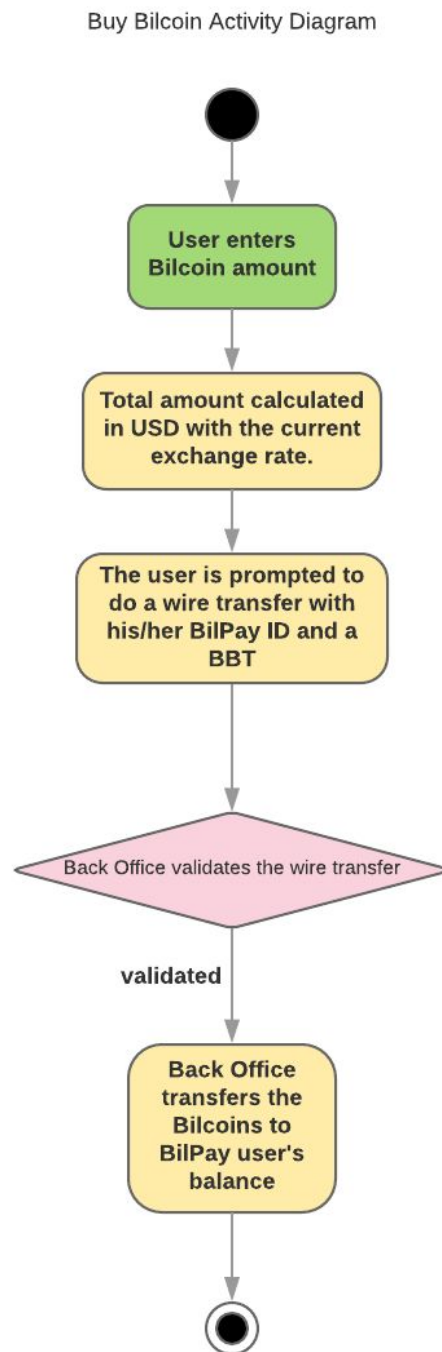 Buy Bilcoin Activity Diagram
User enters
Bilcoin amount
Total amount calculated
in USD with the current
exchange rate.
The user is prompted to
do a wire transfer with
his/her BilPay ID and a
BBT
Back Office validates the wire transfer
validated
Back Office
transfers the
Bilcoins to
BilPay user's
balance